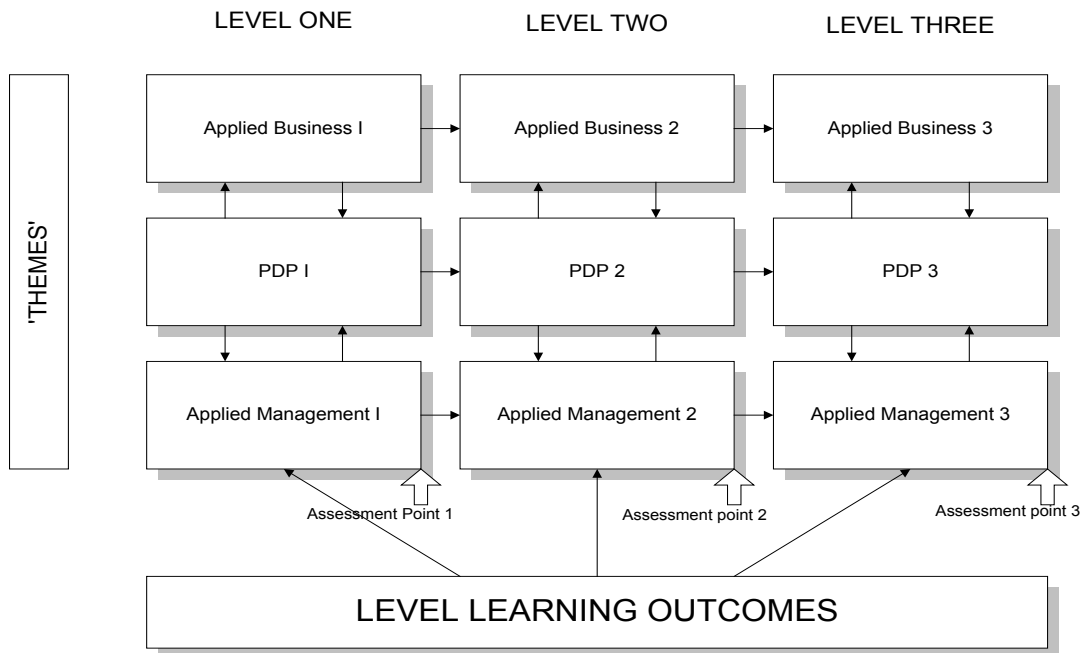 LEVEL ONE
LEVEL TWO
LEVEL THREE
'THEMES'
Applied Business I
Applied Business 2
Applied Business 3
PDP I
PDP 2
PDP 3
Applied Management I
Applied Management 2
Applied Management 3
Assessment Point 1
Assessment point 2
Assessment point 3
LEVEL LEARNING OUTCOMES